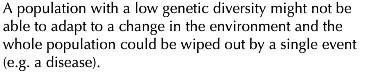 A population with a low genetic diversity might not be
able to adapt to a change in the environment and the
whole population could be wiped out by a single event
(e.g. a disease).